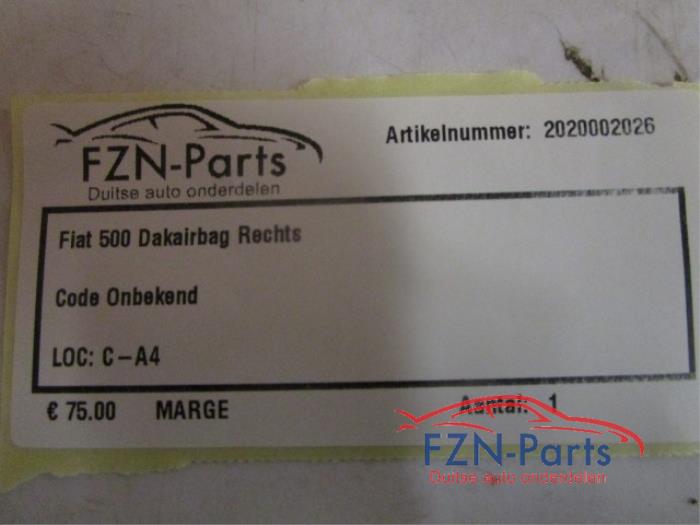 FZN-Parts
Duitse auto onderdelen
Artikelnummer: 2020002026
Fiat 500 Dakairbag Rechts
Code Onbekend
LOC: C-A4
€ 75.00 MARGE Aantal: 1
FZN-Parts
Duitse auto onderdelen